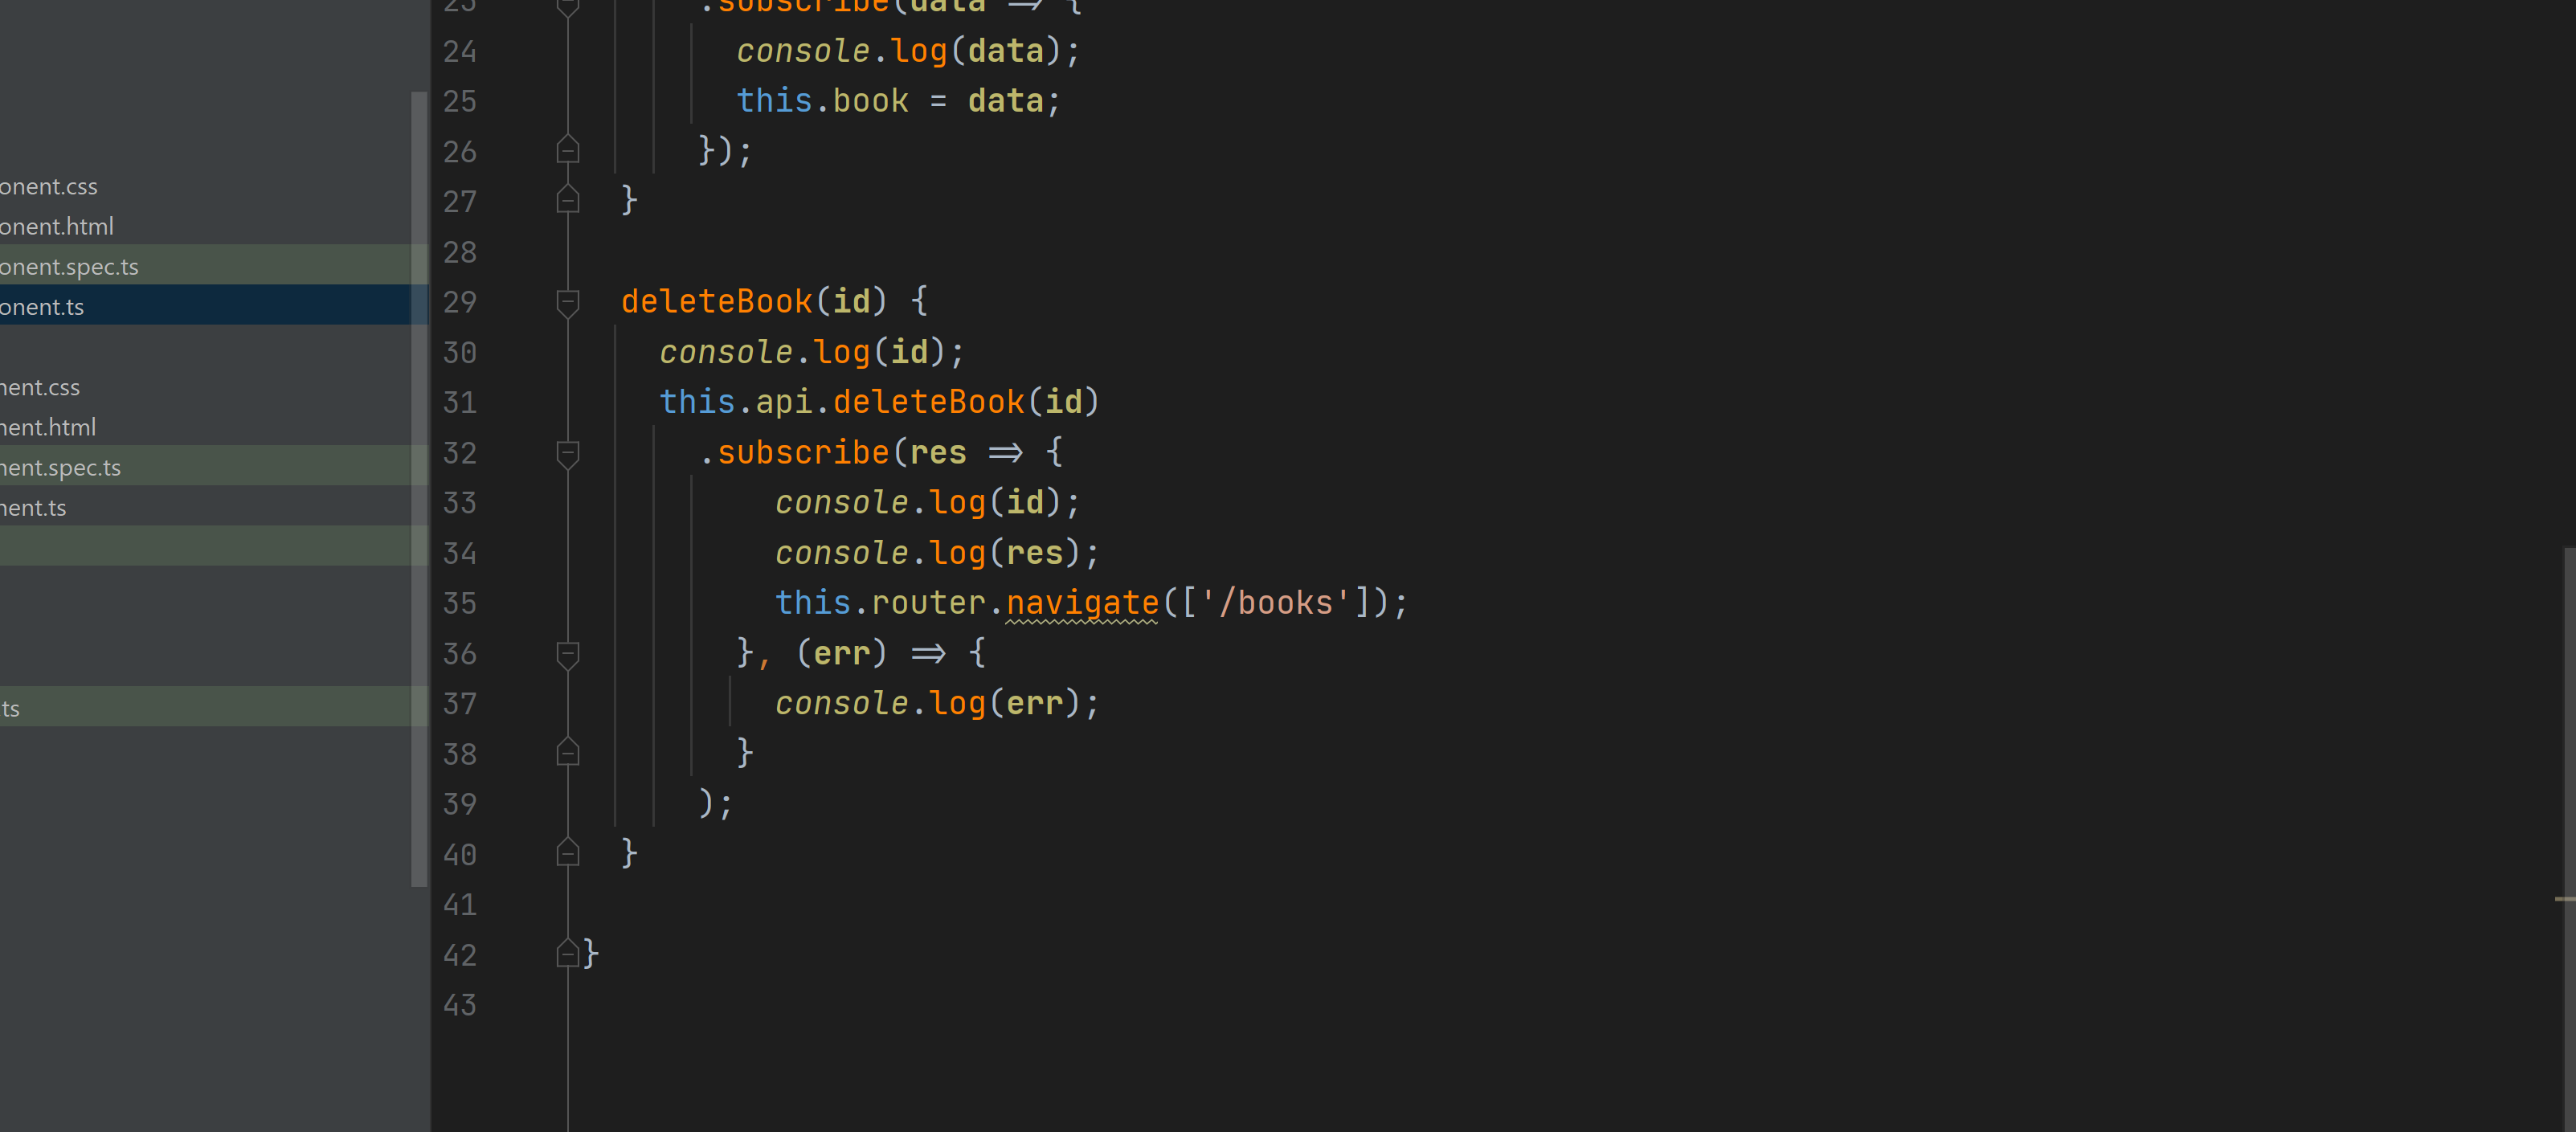 onent.css
onent.html
onent.spec.ts
onent.ts
nent.css
nent.html
nent.spec.ts
nent.ts
ts
23 .subscribe(data => {
24 console.log(data);
25 this.book = data;
26 });
27 }
28
29 deleteBook(id) {
30 console.log(id);
31 this.api.deleteBook(id)
32 .subscribe(res => {
33 console.log(id);
34 console.log(res);
35 this.router.navigate(['/books']);
36 }, (err) => {
37 console.log(err);
38 }
39 );
40 }
41
42 }
43